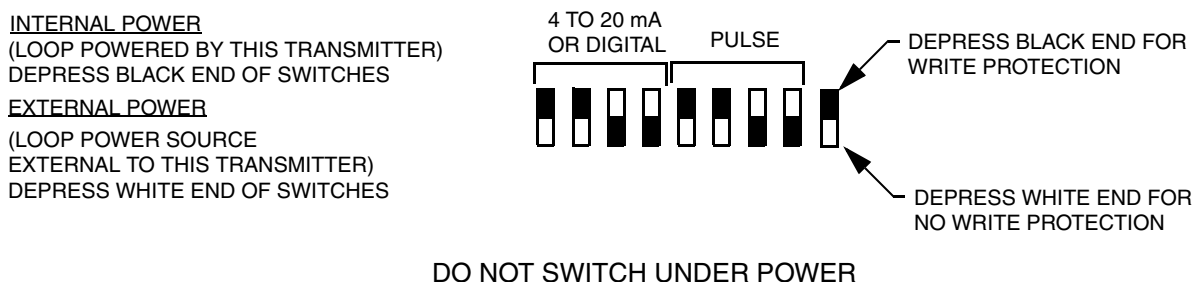 INTERNAL POWER
(LOOP POWERED BY THIS TRANSMITTER)
DEPRESS BLACK END OF SWITCHES
EXTERNAL POWER
(LOOP POWER SOURCE
EXTERNAL TO THIS TRANSMITTER)
DEPRESS WHITE END OF SWITCHES
4 TO 20 mA
OR DIGITAL
PULSE
DEPRESS BLACK END FOR
WRITE PROTECTION
DEPRESS WHITE END FOR
NO WRITE PROTECTION
DO NOT SWITCH UNDER POWER